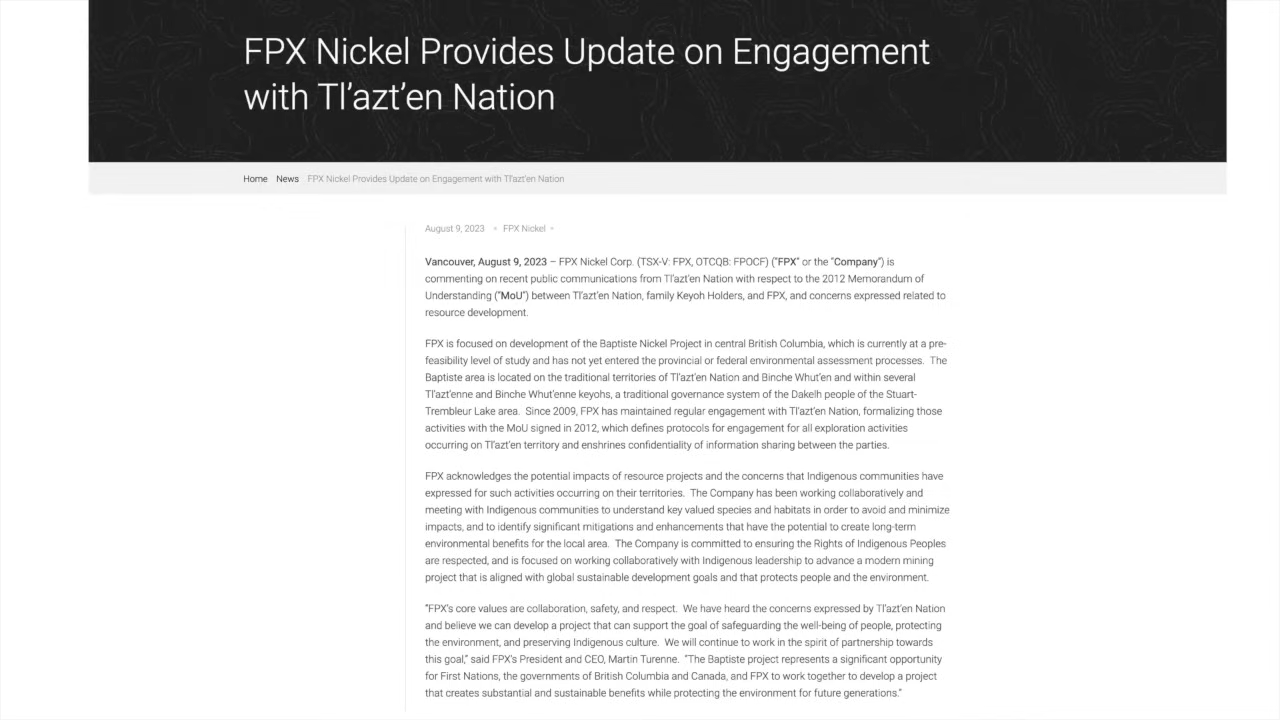 FPX Nickel Provides Update on Engagement
with Tl’azt’en Nation
Home News FPX Nickel Provides Update on Engagement with Tl’azt’en Nation
August 9, 2023 • FPX Nickel •
Vancouver, August 9, 2023 – FPX Nickel Corp. (TSX-V: FPX, OTCQB: FPOCF) (“FPX” or the “Company”) is
commenting on recent public communications from Tl’azt’en Nation with respect to the 2012 Memorandum of
Understanding (“MoU”) between Tl’azt’en Nation, family Keyoh Holders, and FPX, and concerns expressed related to
resource development.
FPX is focused on development of the Baptiste Nickel Project in central British Columbia, which is currently at a pre-
feasibility level of study and has not yet entered the provincial or federal environmental assessment processes. The
Baptiste area is located on the traditional territories of Tl’azt’en Nation and Binche Whut’en and within several
Tl’azt’enne and Binche Whut’enne keyohs, a traditional governance system of the Dakelh people of the Stuart-
Trembleur Lake area. Since 2009, FPX has maintained regular engagement with Tl’azt’en Nation, formalizing those
activities with the MoU signed in 2012, which defines protocols for engagement for all exploration activities
occurring on Tl’azt’en territory and enshrines confidentiality of information sharing between the parties.
FPX acknowledges the potential impacts of resource projects and the concerns that Indigenous communities have
expressed for such activities occurring on their territories. The Company has been working collaboratively and
meeting with Indigenous communities to understand key valued species and habitats in order to avoid and minimize
impacts, and to identify significant mitigations and enhancements that have the potential to create long-term
environmental benefits for the local area. The Company is committed to ensuring the Rights of Indigenous Peoples
are respected, and is focused on working collaboratively with Indigenous leadership to advance a modern mining
project that is aligned with global sustainable development goals and that protects people and the environment.
“FPX’s core values are collaboration, safety, and respect. We have heard the concerns expressed by Tl’azt’en Nation
and believe we can develop a project that can support the goal of safeguarding the well-being of people, protecting
the environment, and preserving Indigenous culture. We will continue to work in the spirit of partnership towards
this goal,” said FPX’s President and CEO, Martin Turenne. “The Baptiste project represents a significant opportunity
for First Nations, the governments of British Columbia and Canada, and FPX to work together to develop a project
that creates substantial and sustainable benefits while protecting the environment for future generations.”